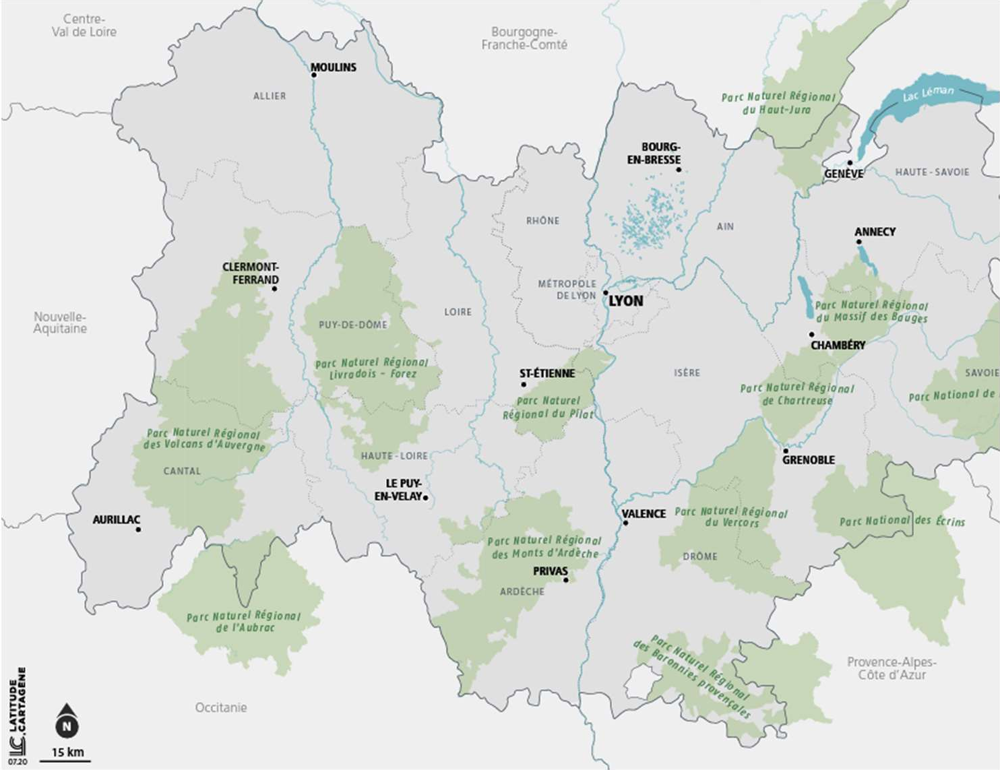 Centre-
Val de Loire
Bourgogne-
Franche-Comté
MOULINS
ALLIER
Parc Naturel Régional
du Haut-Jura
Lac Léman
BOURG-
EN-BRESSE
GENÈVE
HAUTE-SAVOIE
RHÔNE
AIN
ANNECY
CLERMONT-
FERRAND
MÉTROPOLE
DE LYON
LYON
Nouvelle-
Aquitaine
PUY-DE-DÔME
LOIRE
Parc Naturel Régional
du Massif des Bauges
CHAMBÉRY
Parc Naturel Régional
Livradois - Forez
ST-ÉTIENNE
ISÈRE
SAVOIE
Parc Naturel
Régional du Pilat
Parc Naturel Régional
de Chartreuse
Parc National de
Parc Naturel Régional
des Volcans d'Auvergne
CANTAL
HAUTE-LOIRE
GRENOBLE
LE PUY-
EN-VELAY
AURILLAC
VALENCE
Parc Naturel Régional
du Vercors
Parc National des Écrins
Parc Naturel Régional
des Monts d'Ardèche
PRIVAS
ARDÈCHE
DRÔME
Parc Naturel Régional
de l'Aubrac
Parc Naturel Régional
des Baronnies provençales
Provence-Alpes-
Côte d'Azur
Occitanie
LATITUDE
CARTAGENE
LC
07.20
N
15 km